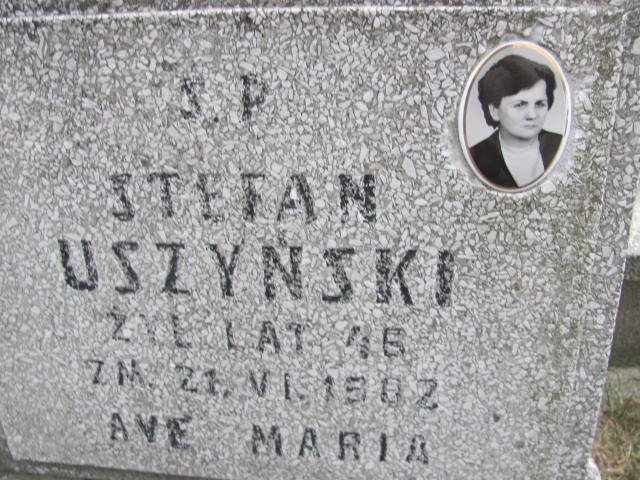 Ś.P.
STEFAN
USZYŃSKI
ŻYŁ LAT 46
ZM. 21. VI. 1982
AVE MARIA